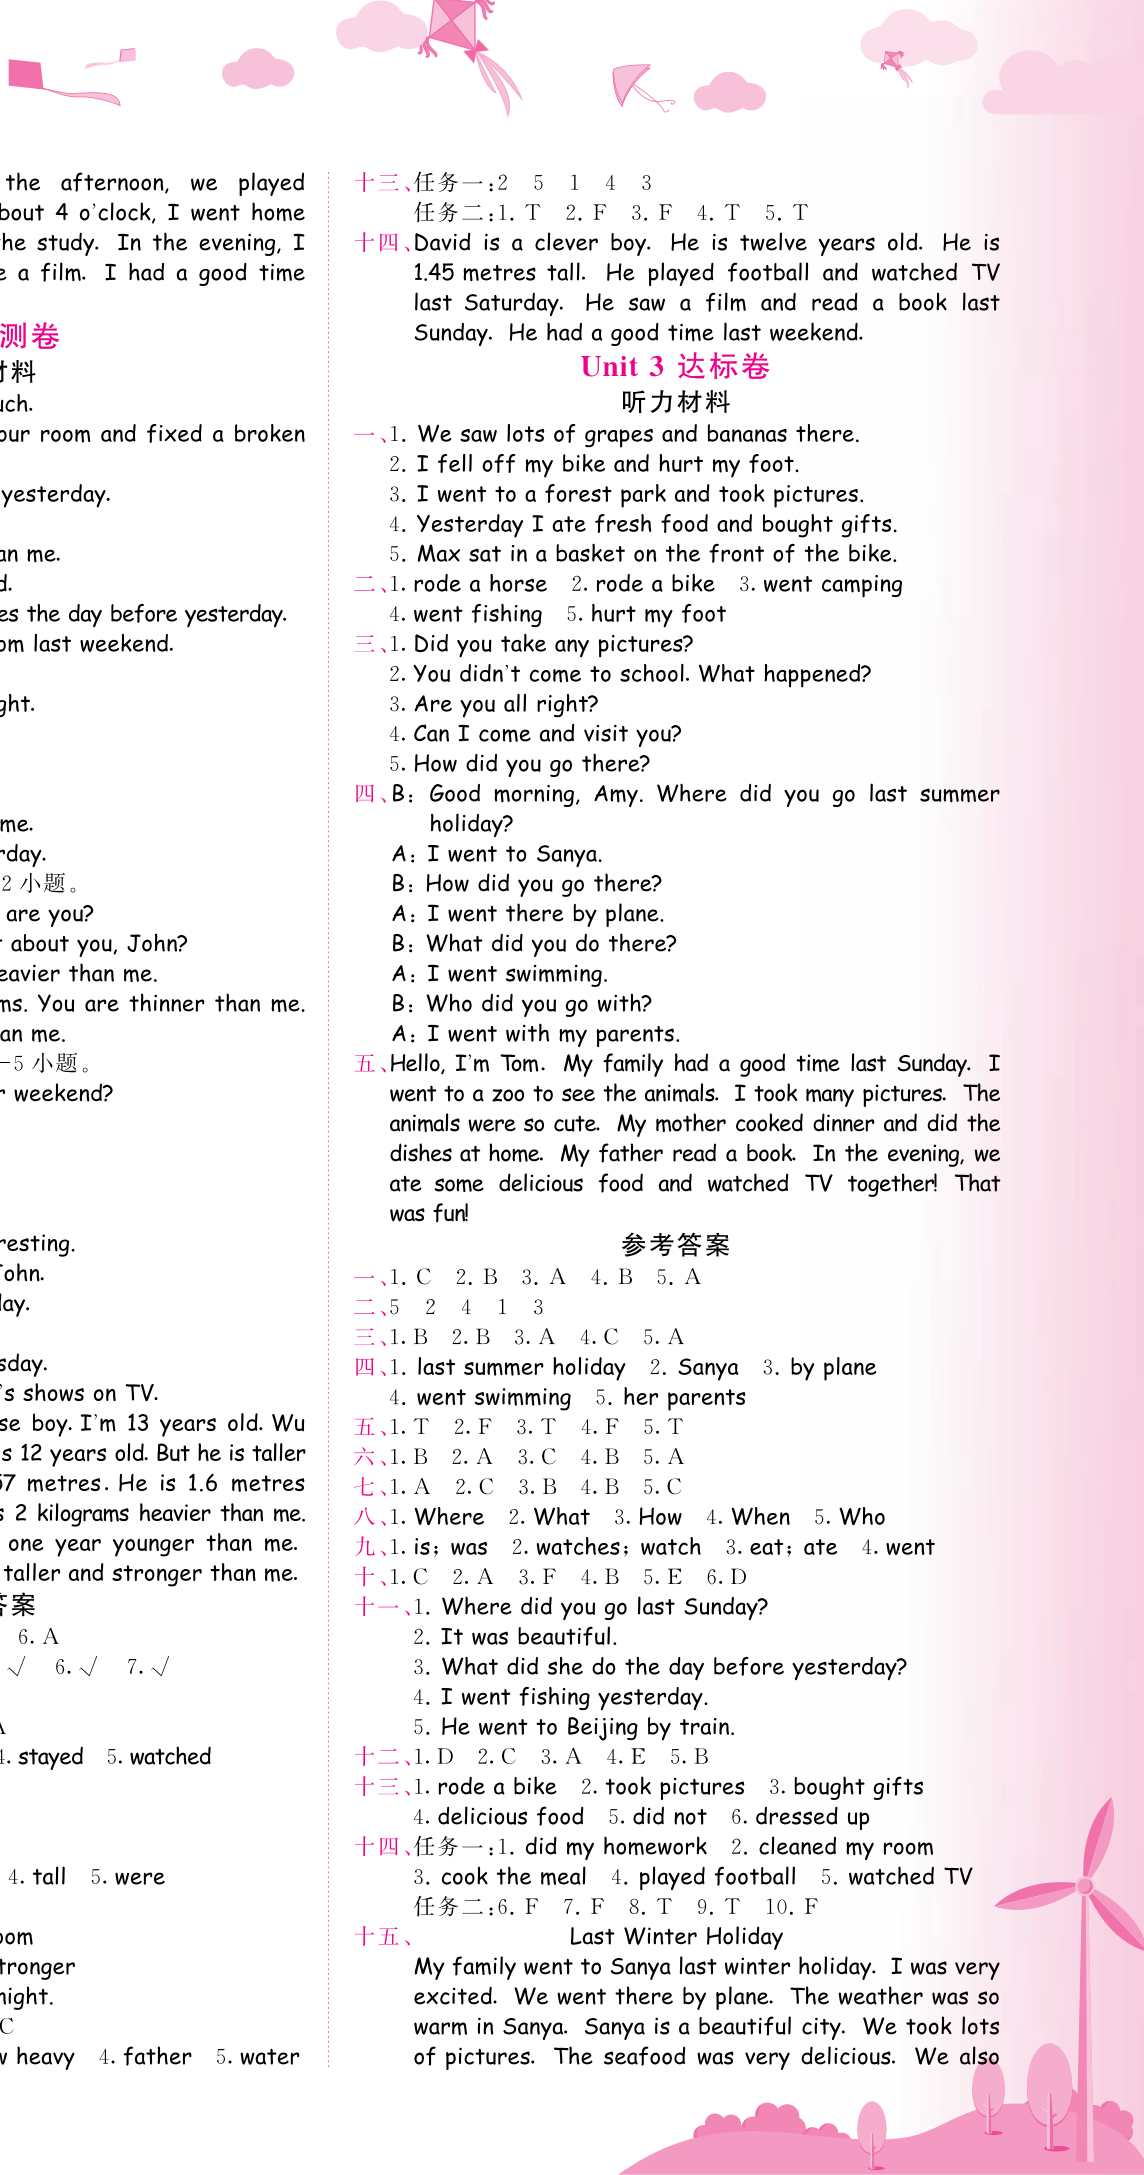 the afternoon, we played
bout 4 o'clock, I went home
the study. In the evening, I
e a film. I had a good time
测卷
材料
uch.
our room and fixed a broken
yesterday.
an me.
d.
es the day before yesterday.
om last weekend.
ght.
me.
rday.
2 小题。
are you?
t about you, John?
eavier than me.
ms. You are thinner than me.
an me.
—5 小题。
r weekend?
resting.
John.
lay.
sday.
's shows on TV.
se boy. I'm 13 years old. Wu
s 12 years old. But he is taller
57 metres. He is 1.6 metres
s 2 kilograms heavier than me.
one year younger than me.
taller and stronger than me.
答案
6. A
√ 6. √ 7. √
A
4. stayed 5. watched
4. tall 5. were
oom
tronger
night.
C
w heavy 4. father 5. water
十三、任务一:2 5 1 4 3
任务二:1. T 2. F 3. F 4. T 5. T
十四、David is a clever boy. He is twelve years old. He is
1.45 metres tall. He played football and watched TV
last Saturday. He saw a film and read a book last
Sunday. He had a good time last weekend.
Unit 3 达标卷
听力材料
一、1. We saw lots of grapes and bananas there.
2. I fell off my bike and hurt my foot.
3. I went to a forest park and took pictures.
4. Yesterday I ate fresh food and bought gifts.
5. Max sat in a basket on the front of the bike.
二、1. rode a horse 2. rode a bike 3. went camping
4. went fishing 5. hurt my foot
三、1. Did you take any pictures?
2. You didn't come to school. What happened?
3. Are you all right?
4. Can I come and visit you?
5. How did you go there?
四、B: Good morning, Amy. Where did you go last summer
holiday?
A: I went to Sanya.
B: How did you go there?
A: I went there by plane.
B: What did you do there?
A: I went swimming.
B: Who did you go with?
A: I went with my parents.
五、Hello, I'm Tom. My family had a good time last Sunday. I
went to a zoo to see the animals. I took many pictures. The
animals were so cute. My mother cooked dinner and did the
dishes at home. My father read a book. In the evening, we
ate some delicious food and watched TV together! That
was fun!
参考答案
一、1. C 2. B 3. A 4. B 5. A
二、5 2 4 1 3
三、1. B 2. B 3. A 4. C 5. A
四、1. last summer holiday 2. Sanya 3. by plane
4. went swimming 5. her parents
五、1. T 2. F 3. T 4. F 5. T
六、1. B 2. A 3. C 4. B 5. A
七、1. A 2. C 3. B 4. B 5. C
八、1. Where 2. What 3. How 4. When 5. Who
九、1. is; was 2. watches; watch 3. eat; ate 4. went
十、1. C 2. A 3. F 4. B 5. E 6. D
十一、1. Where did you go last Sunday?
2. It was beautiful.
3. What did she do the day before yesterday?
4. I went fishing yesterday.
5. He went to Beijing by train.
十二、1. D 2. C 3. A 4. E 5. B
十三、1. rode a bike 2. took pictures 3. bought gifts
4. delicious food 5. did not 6. dressed up
十四、任务一:1. did my homework 2. cleaned my room
3. cook the meal 4. played football 5. watched TV
任务二:6. F 7. F 8. T 9. T 10. F
十五、 Last Winter Holiday
My family went to Sanya last winter holiday. I was very
excited. We went there by plane. The weather was so
warm in Sanya. Sanya is a beautiful city. We took lots
of pictures. The seafood was very delicious. We also